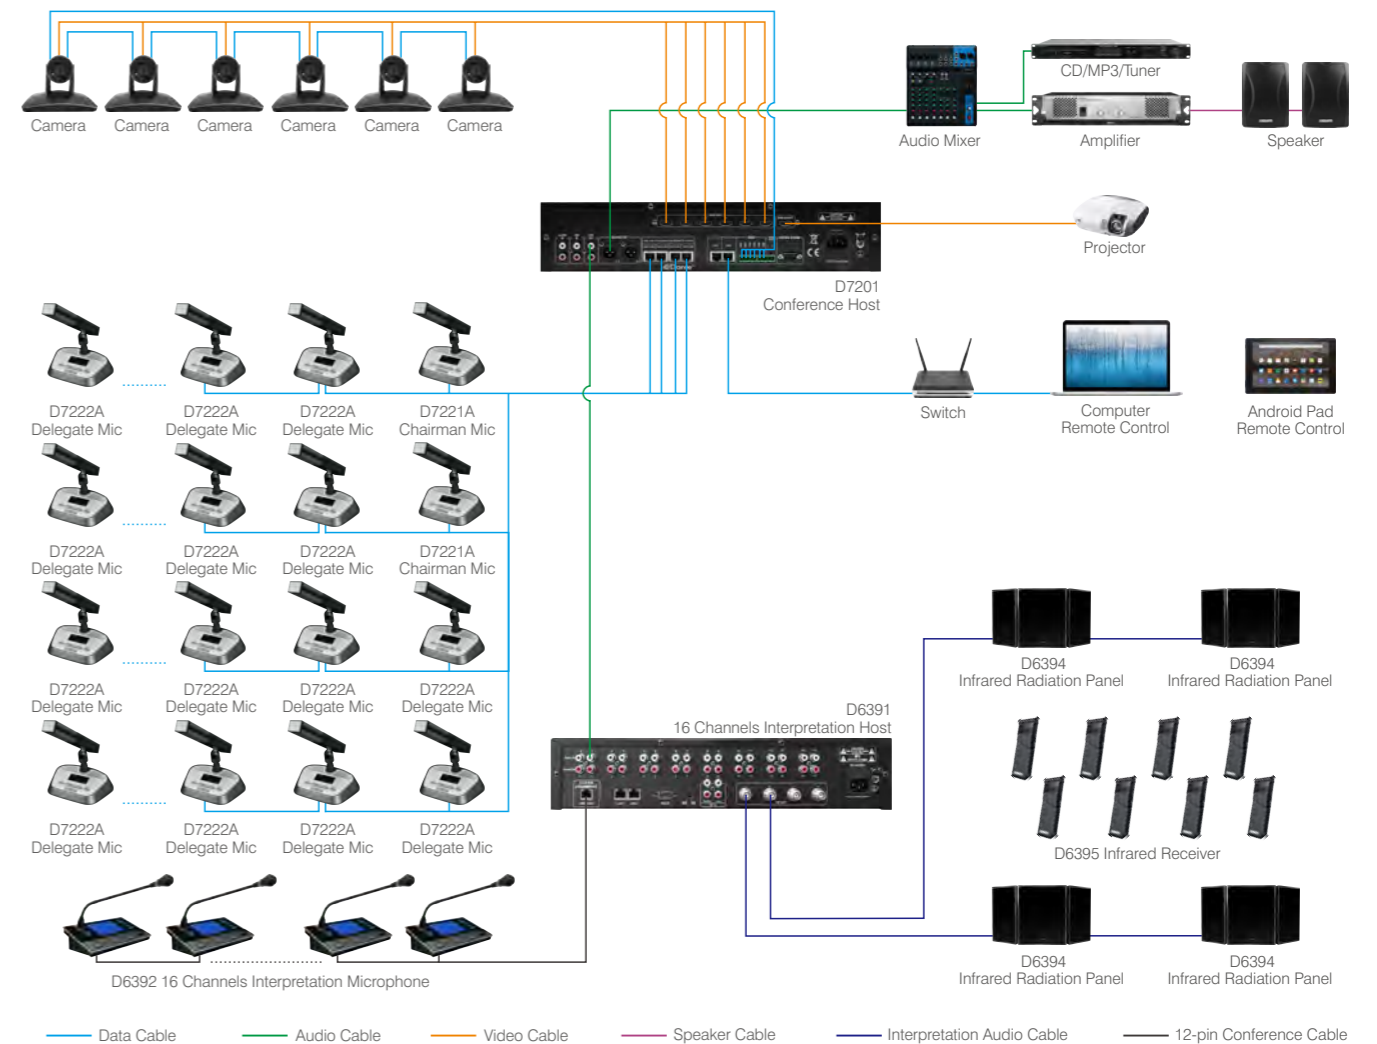 Camera Camera Camera Camera Camera Camera
CD/MP3/Tuner
Audio Mixer Amplifier Speaker
Projector
D7201
Conference Host
D7222A D7222A D7222A D7221A
Delegate Mic Delegate Mic Delegate Mic Chairman Mic
Switch
Computer
Remote Control
Android Pad
Remote Control
D7222A D7222A D7222A D7221A
Delegate Mic Delegate Mic Delegate Mic Chairman Mic
D7222A D7222A D7222A D7222A
Delegate Mic Delegate Mic Delegate Mic Delegate Mic
D7222A D7222A D7222A D7222A
Delegate Mic Delegate Mic Delegate Mic Delegate Mic
D6392 16 Channels Interpretation Microphone
D6391
16 Channels Interpretation Host
D6394 D6394
Infrared Radiation Panel Infrared Radiation Panel
D6395 Infrared Receiver
D6394 D6394
Infrared Radiation Panel Infrared Radiation Panel
Data Cable Audio Cable Video Cable Speaker Cable Interpretation Audio Cable 12-pin Conference Cable